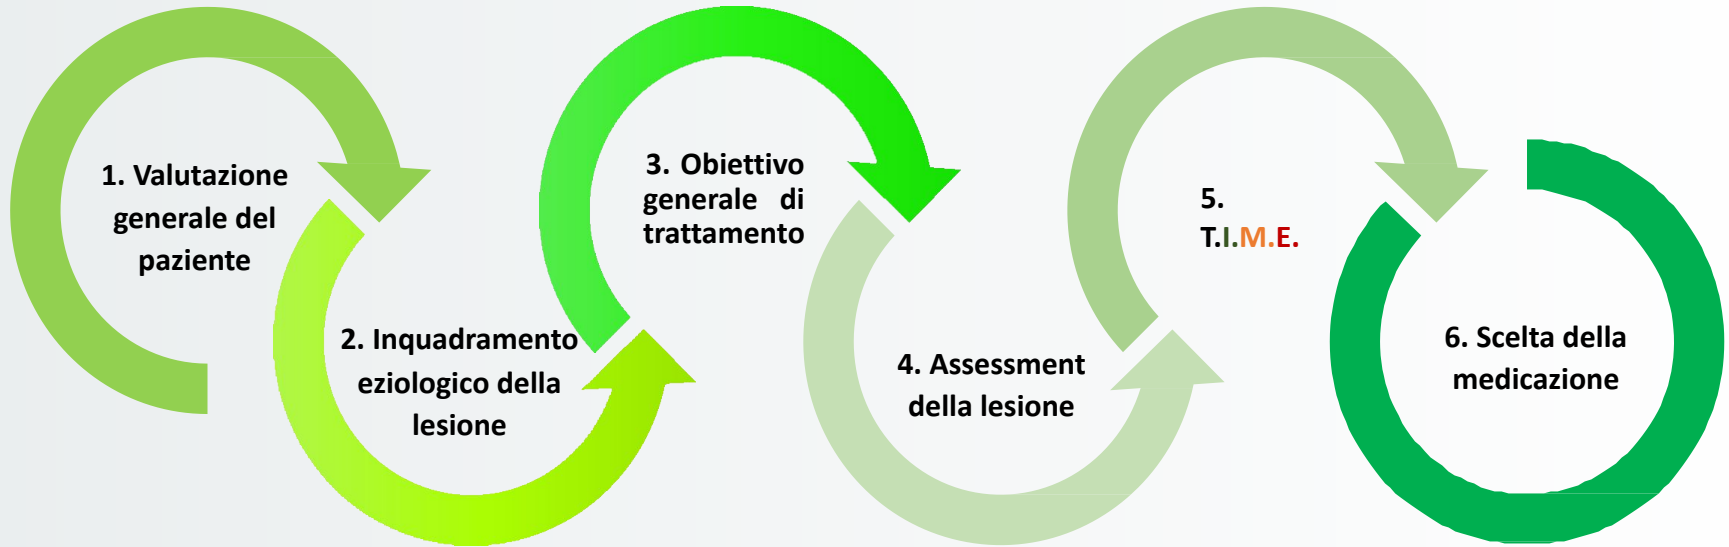 1. Valutazione
generale del
paziente
2. Inquadramento
eziologico della
lesione
3. Obiettivo
generale di
trattamento
4. Assessment
della lesione
5.
T.I.M.E.
6. Scelta della
medicazione